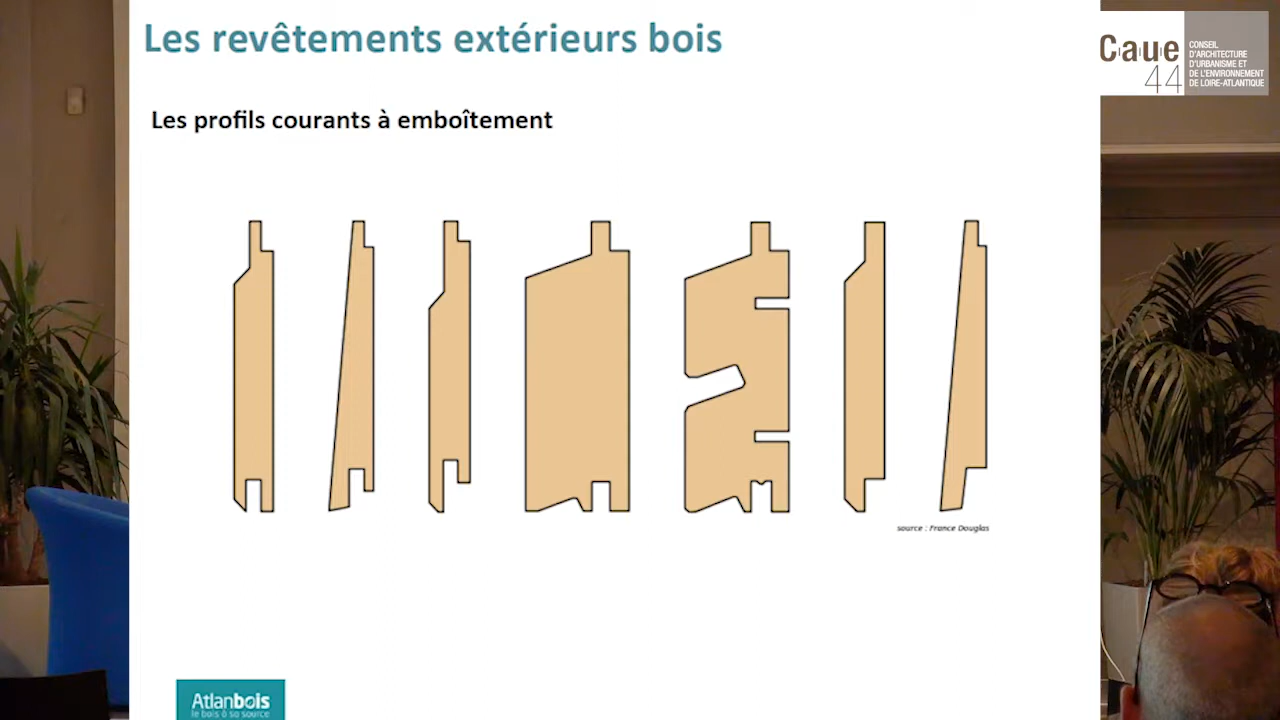 Les revêtements extérieurs bois
Caue
44
CONSEIL
D'ARCHITECTURE
D'URBANISME ET
DE L'ENVIRONNEMENT
DE LOIRE-ATLANTIQUE
Les profils courants à emboîtement
source : France Douglas
Atlanbois
le bois à sa source